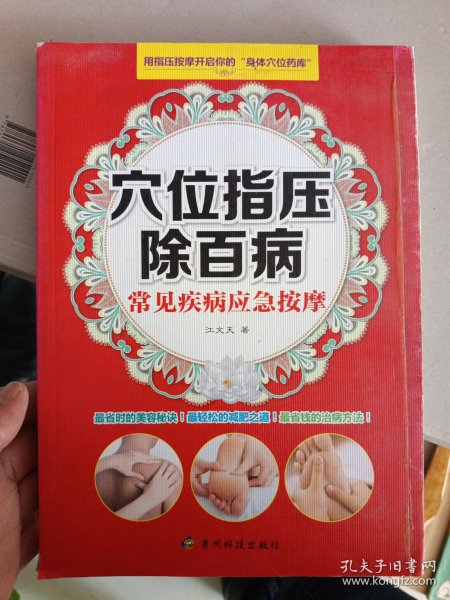 用指压按摩开启你的“身体穴位药库”
穴位指压
除百病
常见疾病应急按摩
江文天 著
最省时的美容秘诀！最轻松的减肥之道！最省钱的治病方法！
贵州科技出版社
孔夫子旧书网
www.kongfz.com